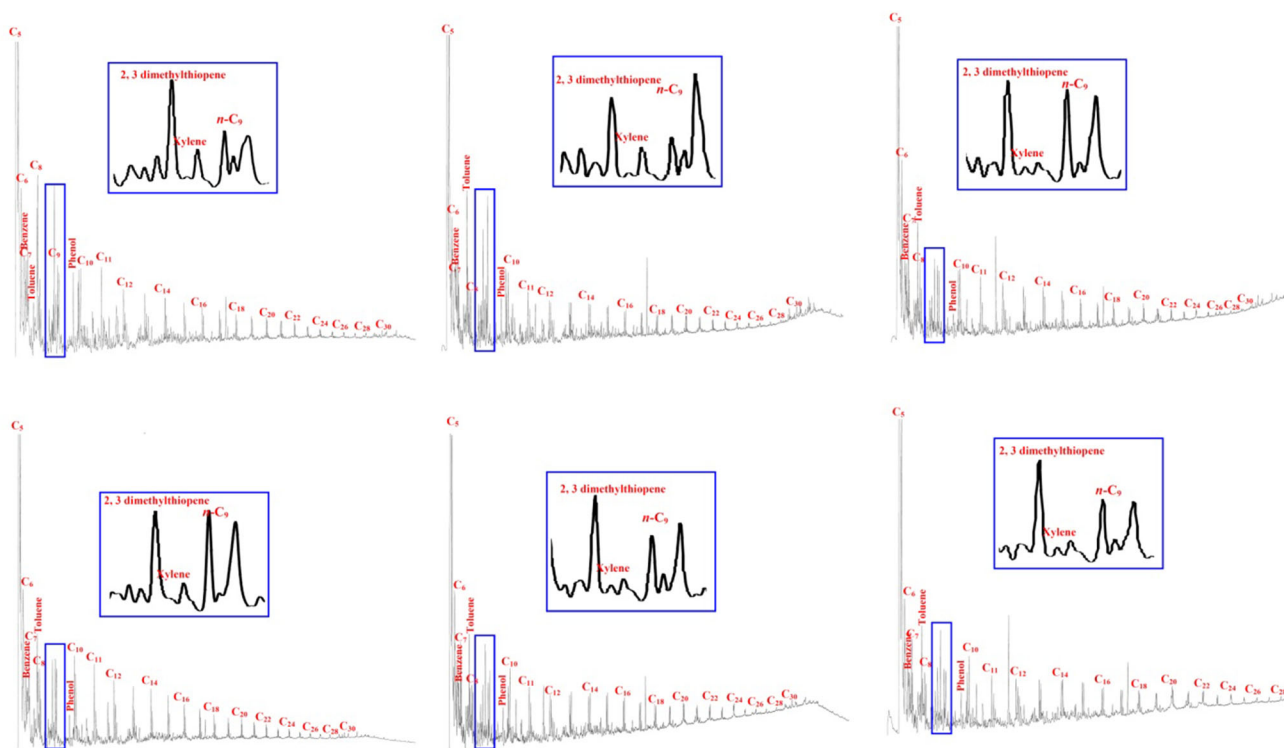 C₅
2, 3 dimethylthiopene
n-C₉
Xylene
C₈
C₆
Benzene
C₇
Toluene
C₉
Phenol
C₁₀
C₁₁
C₁₂
C₁₄
C₁₆
C₁₈
C₂₀
C₂₂
C₂₄
C₂₆
C₂₈
C₃₀
C₅
2, 3 dimethylthiopene
n-C₉
Xylene
Toluene
C₆
Benzene
C₇
Phenol
C₁₀
C₁₁
C₁₂
C₁₄
C₁₆
C₁₈
C₂₀
C₂₂
C₂₄
C₂₆
C₂₈
C₃₀
C₅
2, 3 dimethylthiopene
n-C₉
Xylene
C₆
Toluene
Benzene
C₈
Phenol
C₁₀
C₁₁
C₁₂
C₁₄
C₁₆
C₁₈
C₂₀
C₂₂
C₂₄
C₂₆
C₂₈
C₃₀
C₅
2, 3 dimethylthiopene
n-C₉
Xylene
C₆
Toluene
C₇
Benzene
C₈
Phenol
C₁₀
C₁₁
C₁₂
C₁₄
C₁₆
C₁₈
C₂₀
C₂₂
C₂₄
C₂₆
C₂₈
C₃₀
C₅
2, 3 dimethylthiopene
n-C₉
Xylene
C₆
Toluene
C₇
Benzene
Phenol
C₁₀
C₁₁
C₁₂
C₁₄
C₁₆
C₁₈
C₂₀
C₂₂
C₂₄
C₂₆
C₂₈
C₃₀
C₅
2, 3 dimethylthiopene
n-C₉
Xylene
C₆
Toluene
C₇
Benzene
C₈
Phenol
C₁₀
C₁₁
C₁₂
C₁₄
C₁₆
C₁₈
C₂₀
C₂₂
C₂₄
C₂₆
C₂₈